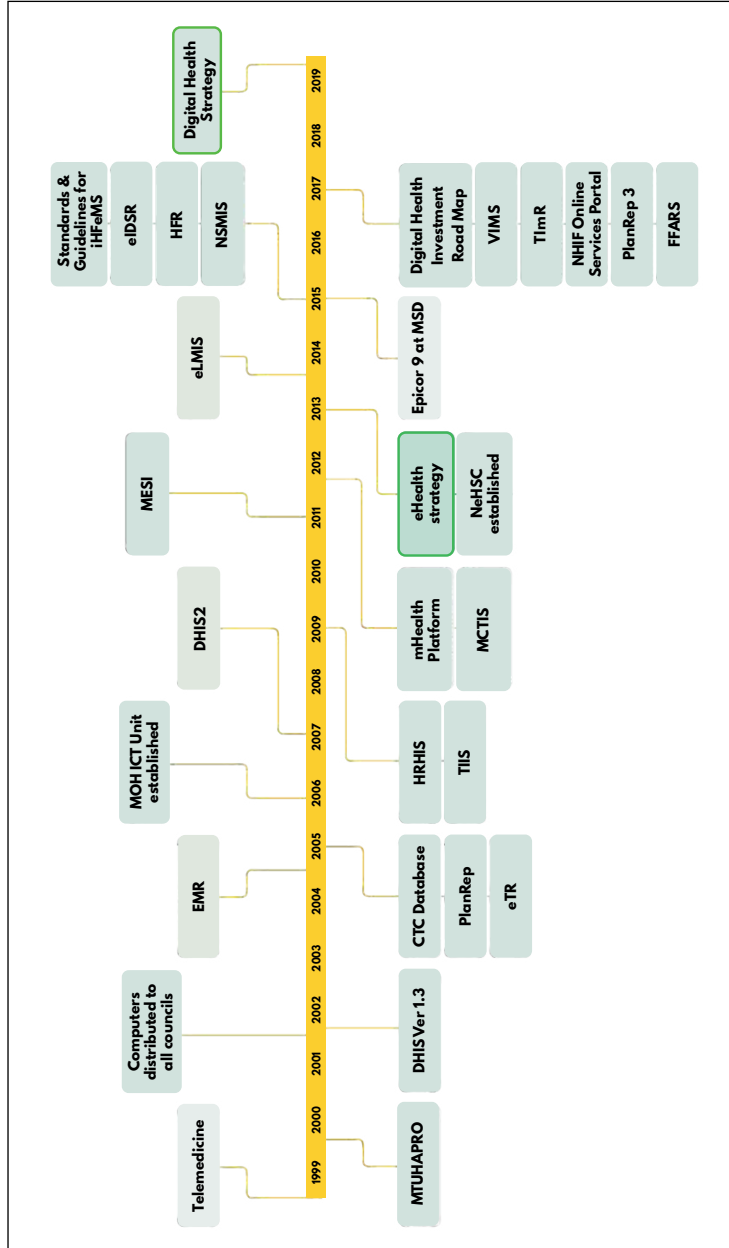 Telemedicine
Computers
distributed to
all councils
EMR
MOH ICT Unit
established
DHIS2
MESI
eLMIS
Standards &
Guidelines for
iHFeMS
eIDSR
HFR
NSMIS
Digital Health
Strategy
1999
2000
2001
2002
2003
2004
2005
2006
2007
2008
2009
2010
2011
2012
2013
2014
2015
2016
2017
2018
2019
MTUHAPRO
DHIS Ver 1.3
CTC Database
PlanRep
eTR
HRHIS
TIIS
mHealth
Platform
MCTIS
eHealth
strategy
NeHSC
established
Epicor 9 at MSD
Digital Health
Investment
Road Map
VIMS
TImR
NHIF Online
Services Portal
PlanRep 3
FFARS